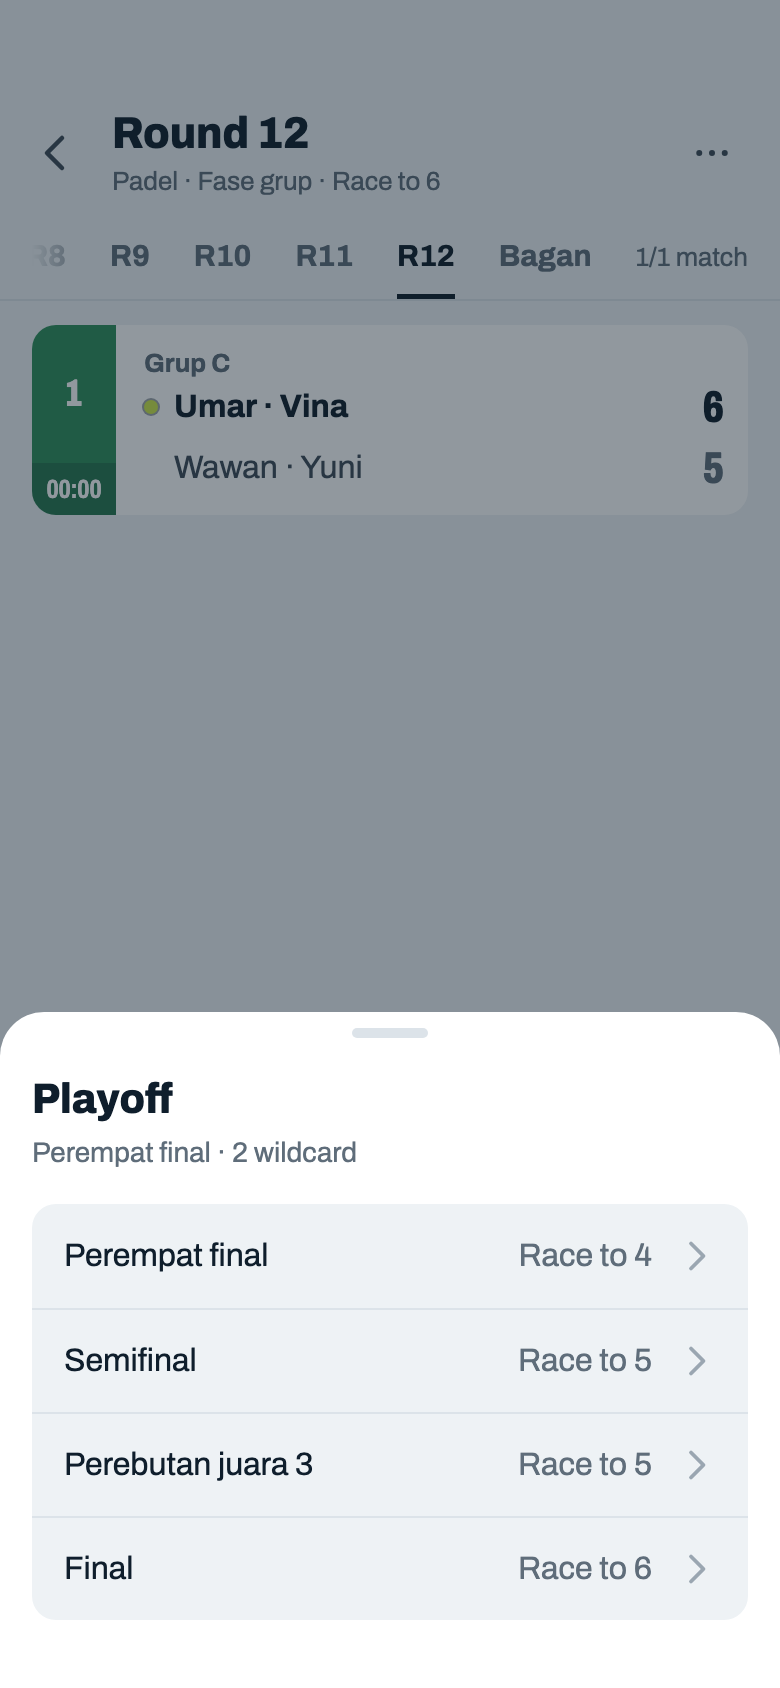 Round 12
Padel · Fase grup · Race to 6
R8 R9 R10 R11 R12 Bagan 1/1 match
1
00:00
Grup C
Umar · Vina 6
Wawan · Yuni 5
Playoff
Perempat final · 2 wildcard
Perempat final Race to 4
Semifinal Race to 5
Perebutan juara 3 Race to 5
Final Race to 6